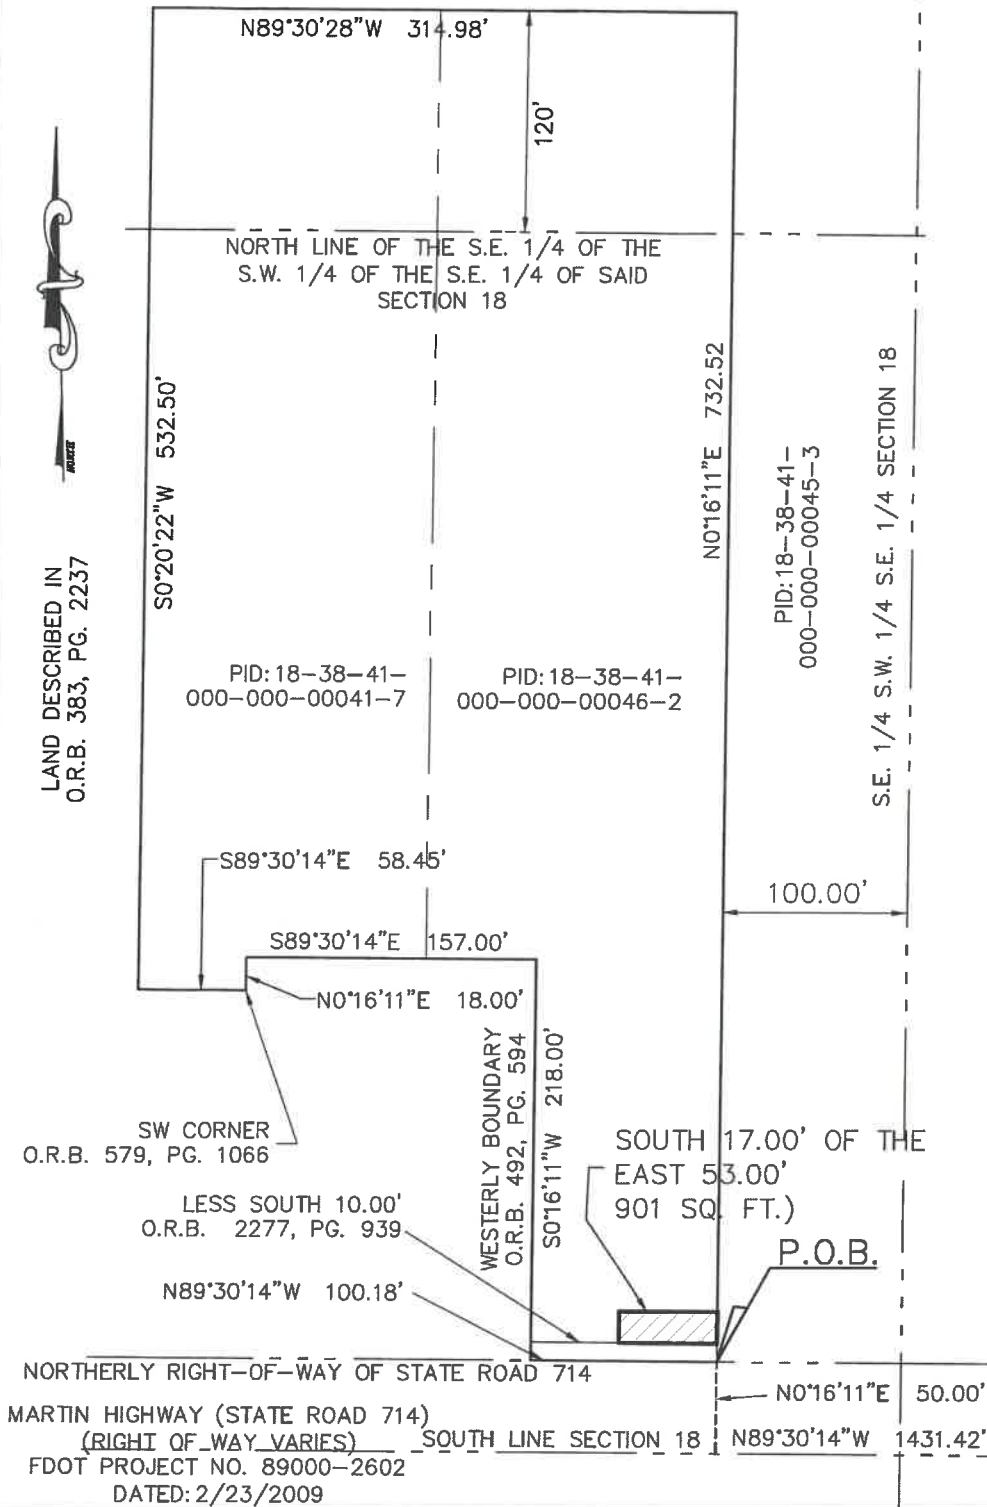 N89°30'28"W 314.98'
120'
NORTH LINE OF THE S.E. 1/4 OF THE
S.W. 1/4 OF THE S.E. 1/4 OF SAID
SECTION 18
NORTH
S0°20'22"W 532.50'
N0°16'11"E 732.52
PID:18-38-41-
000-000-00045-3
S.E. 1/4 S.W. 1/4 S.E. 1/4 SECTION 18
LAND DESCRIBED IN
O.R.B. 383, PG. 2237
PID:18-38-41-
000-000-00041-7
PID:18-38-41-
000-000-00046-2
S89°30'14"E 58.45'
100.00'
S89°30'14"E 157.00'
N0°16'11"E 18.00'
WESTERLY BOUNDARY
O.R.B. 492, PG. 594
S0°16'11"W 218.00'
SW CORNER
O.R.B. 579, PG. 1066
SOUTH 17.00' OF THE
EAST 53.00'
901 SQ. FT.)
LESS SOUTH 10.00'
O.R.B. 2277, PG. 939
P.O.B.
N89°30'14"W 100.18'
NORTHERLY RIGHT-OF-WAY OF STATE ROAD 714
N0°16'11"E 50.00'
MARTIN HIGHWAY (STATE ROAD 714)
(RIGHT OF WAY VARIES)
SOUTH LINE SECTION 18
N89°30'14"W 1431.42'
FDOT PROJECT NO. 89000-2602
DATED: 2/23/2009